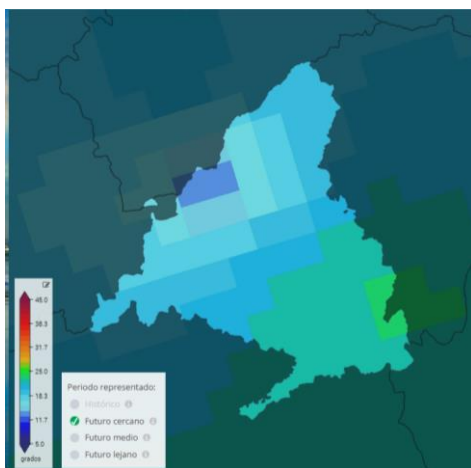 45.0
38.3
31.7
25.0
18.3
11.7
5.0
grados
Periodo representado:
Histórico
Futuro cercano
Futuro medio
Futuro lejano